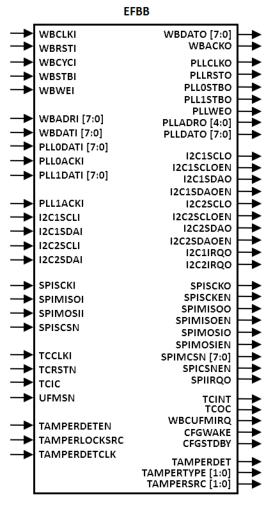 EFBB
WBCLKI
WBRSTI
WBCYCI
WBSTBI
WBWEI
WBADRI [7:0]
WBDATI [7:0]
PLL0DATI [7:0]
PLL0ACKI
PLL1DATI [7:0]
PLL1ACKI
I2C1SCLI
I2C1SDAI
I2C2SCLI
I2C2SDAI
SPISCKI
SPIMISOI
SPIMOSII
SPISCSN
TCCLKI
TCRSTN
TCIC
UFMSN
TAMPERDETEN
TAMPERLOCKSRC
TAMPERDETCLK
WBDATO [7:0]
WBACKO
PLLCLKO
PLLRSTO
PLL0STBO
PLL1STBO
PLLWEO
PLLADRO [4:0]
PLLDATO [7:0]
I2C1SCLO
I2C1SCLOEN
I2C1SDAO
I2C1SDAOEN
I2C2SCLO
I2C2SCLOEN
I2C2SDAO
I2C2SDAOEN
I2C1IRQO
I2C2IRQO
SPISCKO
SPISCKEN
SPIMISOO
SPIMISOEN
SPIMOSIO
SPIMOSIEN
SPIMCSN [7:0]
SPICSNEN
SPIIRQO
TCINT
TCOC
WBCUFMIRQ
CFGWAKE
CFGSTDBY
TAMPERDET
TAMPERTYPE [1:0]
TAMPERSRC [1:0]